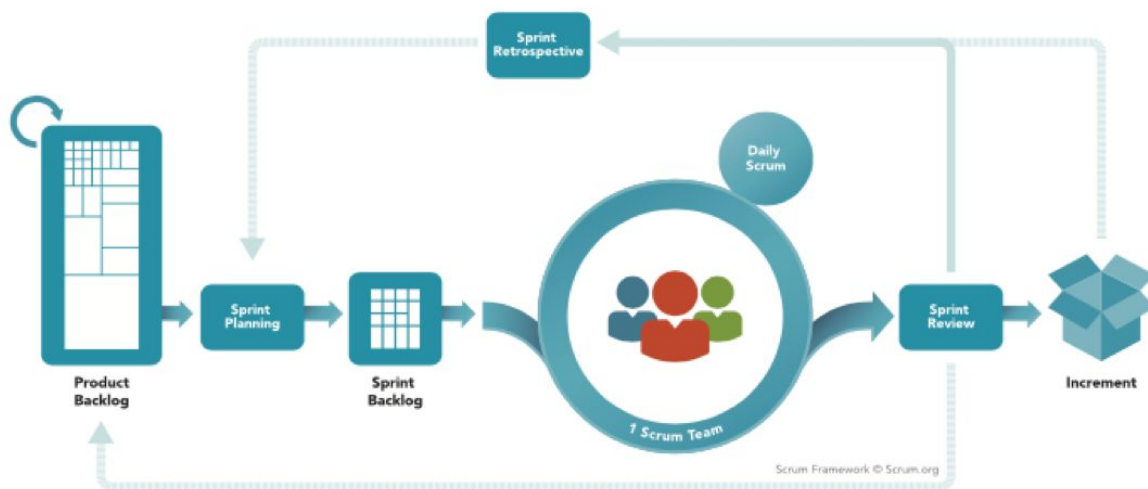 Sprint
Retrospective
Daily
Scrum
Sprint
Planning
Sprint
Review
Product
Backlog
Sprint
Backlog
1 Scrum Team
Increment
Scrum Framework © Scrum.org